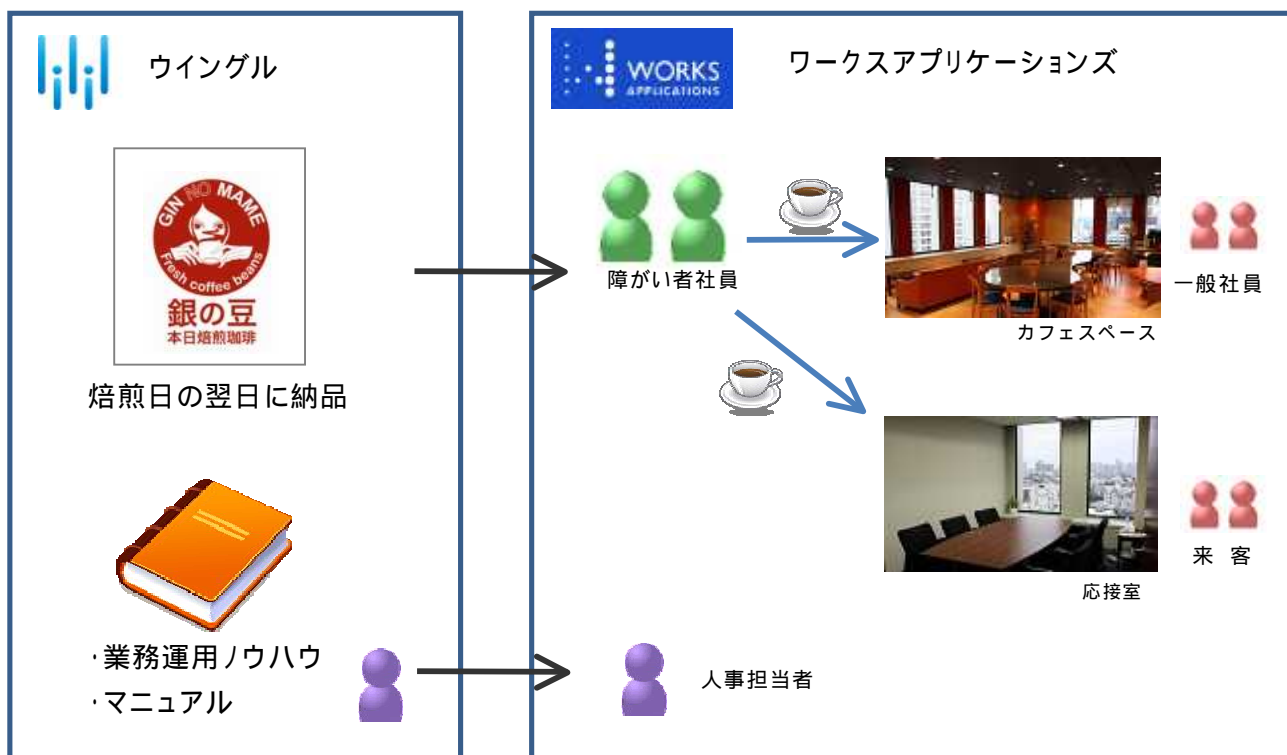 ウイングル
GIN NO MAME
Fresh coffee beans
銀の豆
本日焙煎珈琲
焙煎日の翌日に納品
・業務運用ノウハウ
・マニュアル
WORKS
APPLICATIONS
ワークスアプリケーションズ
障がい者社員
カフェスペース
一般社員
応接室
来 客
人事担当者